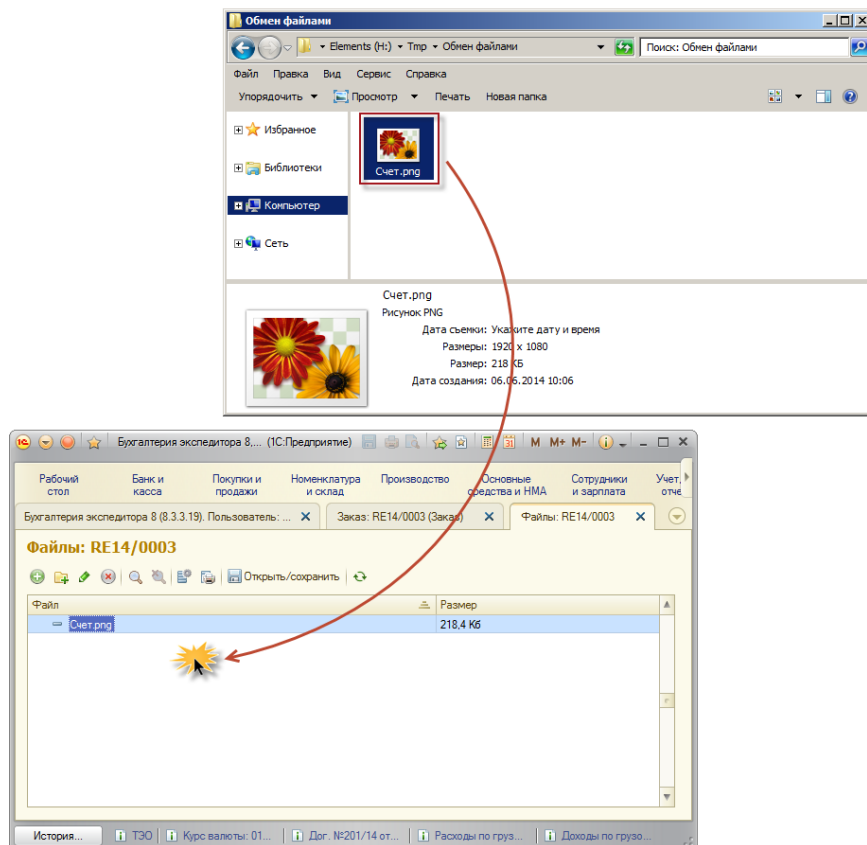 Обмен файлами
Elements (H:) Tmp Обмен файлами Поиск: Обмен файлами
Файл Правка Вид Сервис Справка
Упорядочить Просмотр Печать Новая папка
Избранное
Библиотеки
Компьютер
Сеть
Счет.png
Счет.png
Рисунок PNG
Дата съемки: Укажите дату и время
Размеры: 1920 x 1080
Размер: 218 КБ
Дата создания: 06.06.2014 10:06
1С Бухгалтерия экспедитора 8,... (1С:Предприятие) 31 M M+ M-
Рабочий стол
Банк и касса
Покупки и продажи
Номенклатура и склад
Производство
Основные средства и НМА
Сотрудники и зарплата
Учет, отче
Бухгалтерия экспедитора 8 (8.3.3.19). Пользователь: ... Заказ: RE14/0003 (Заказ) Файлы: RE14/0003
Файлы: RE14/0003
Открыть/сохранить
Файл Размер
Счет.png 218,4 Кб
История... ТЭО Курс валюты: 01... Дог. №201/14 от... Расходы по груз... Доходы по грузо...